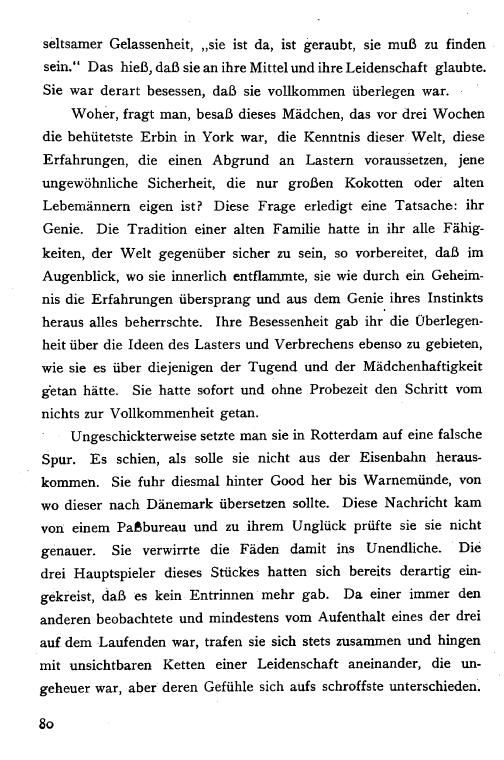 seltsamer Gelassenheit, „sie ist da, ist geraubt, sie muß zu finden
sein.“ Das hieß, daß sie an ihre Mittel und ihre Leidenschaft glaubte.
Sie war derart besessen, daß sie vollkommen überlegen war.
Woher, fragt man, besaß dieses Mädchen, das vor drei Wochen
die behütetste Erbin in York war, die Kenntnis dieser Welt, diese
Erfahrungen, die einen Abgrund an Lastern voraussetzen, jene
ungewöhnliche Sicherheit, die nur großen Kokotten oder alten
Lebemännern eigen ist? Diese Frage erledigt eine Tatsache: ihr
Genie. Die Tradition einer alten Familie hatte in ihr alle Fähig-
keiten, der Welt gegenüber sicher zu sein, so vorbereitet, daß im
Augenblick, wo sie innerlich entflammte, sie wie durch ein Geheim-
nis die Erfahrungen übersprang und aus dem Genie ihres Instinkts
heraus alles beherrschte. Ihre Besessenheit gab ihr die Überlegen-
heit über die Ideen des Lasters und Verbrechens ebenso zu gebieten,
wie sie es über diejenigen der Tugend und der Mädchenhaftigkeit
getan hätte. Sie hatte sofort und ohne Probezeit den Schritt vom
nichts zur Vollkommenheit getan.
Ungeschickterweise setzte man sie in Rotterdam auf eine falsche
Spur. Es schien, als solle sie nicht aus der Eisenbahn heraus-
kommen. Sie fuhr diesmal hinter Good her bis Warnemünde, von
wo dieser nach Dänemark übersetzen sollte. Diese Nachricht kam
von einem Paßbureau und zu ihrem Unglück prüfte sie sie nicht
genauer. Sie verwirrte die Fäden damit ins Unendliche. Die
drei Hauptspieler dieses Stückes hatten sich bereits derartig ein-
gekreist, daß es kein Entrinnen mehr gab. Da einer immer den
anderen beobachtete und mindestens vom Aufenthalt eines der drei
auf dem Laufenden war, trafen sie sich stets zusammen und hingen
mit unsichtbaren Ketten einer Leidenschaft aneinander, die un-
geheuer war, aber deren Gefühle sich aufs schroffste unterschieden.
80